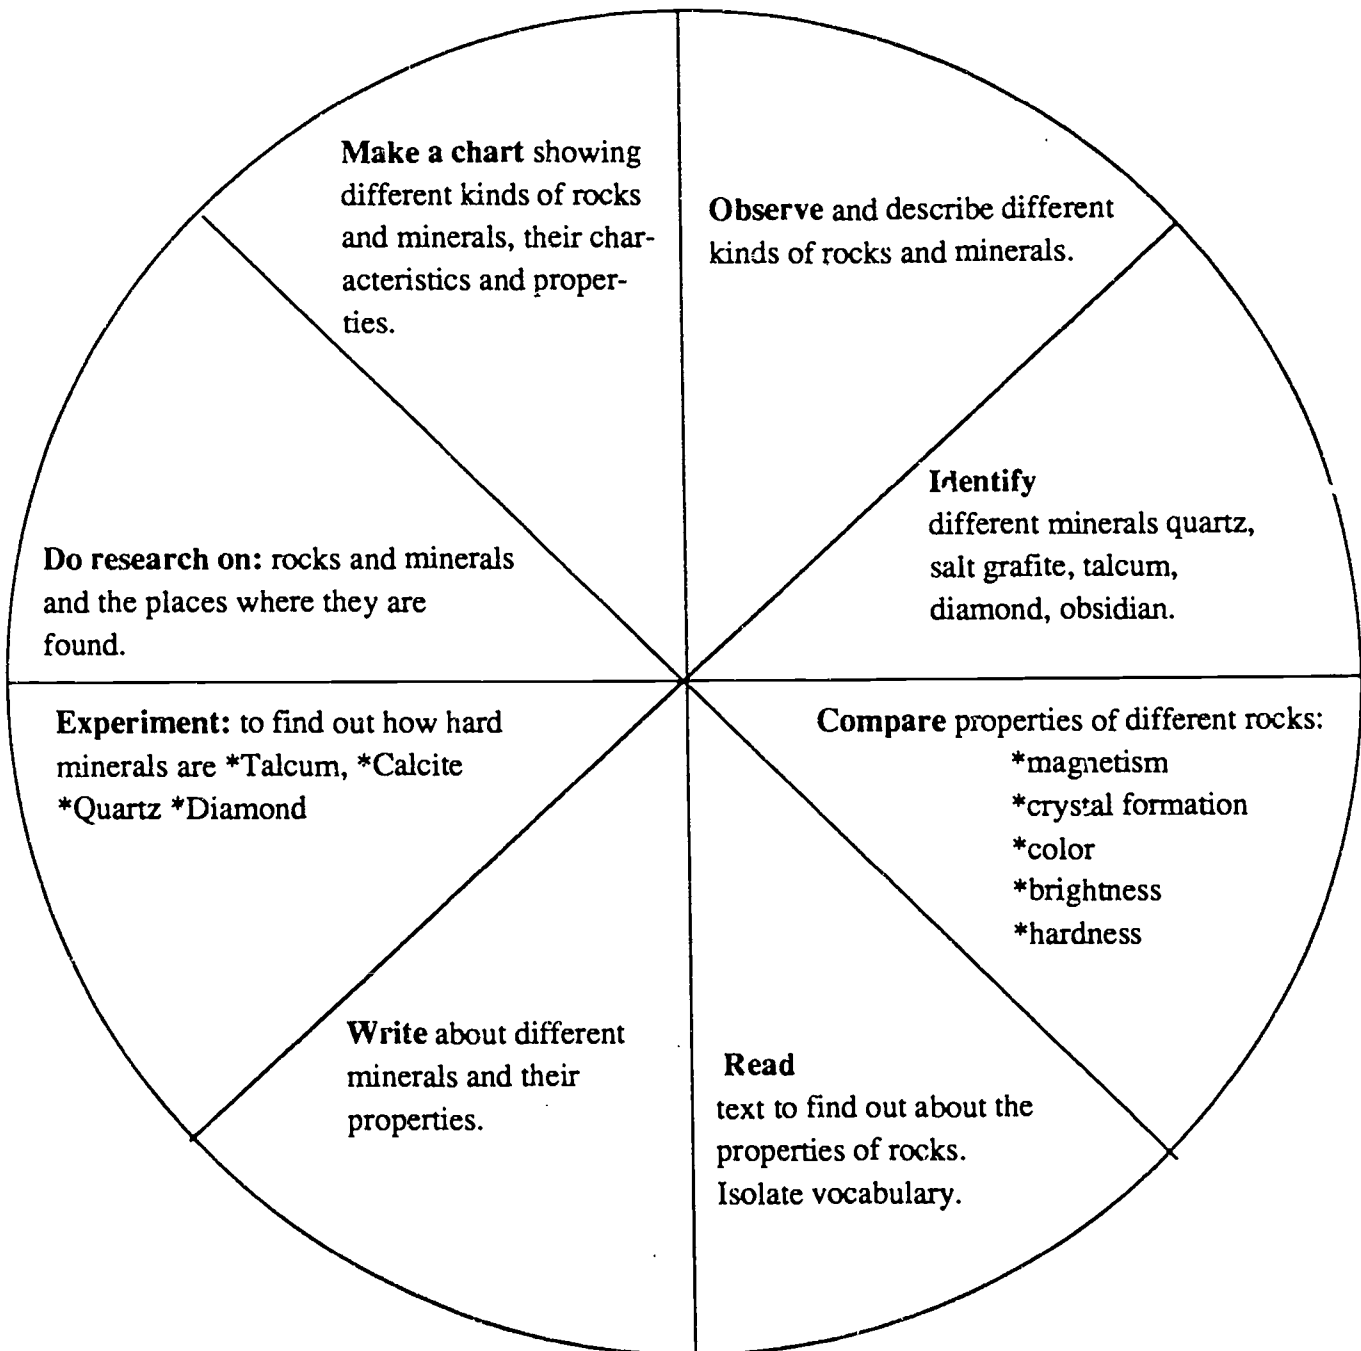 Make a chart showing
different kinds of rocks
and minerals, their char-
acteristics and proper-
ties.
Observe and describe different
kinds of rocks and minerals.
Identify
different minerals quartz,
salt grafite, talcum,
diamond, obsidian.
Compare properties of different rocks:
*magnetism
*crystal formation
*color
*brightness
*hardness
Read
text to find out about the
properties of rocks.
Isolate vocabulary.
Write about different
minerals and their
properties.
Experiment: to find out how hard
minerals are *Talcum, *Calcite
*Quartz *Diamond
Do research on: rocks and minerals
and the places where they are
found.